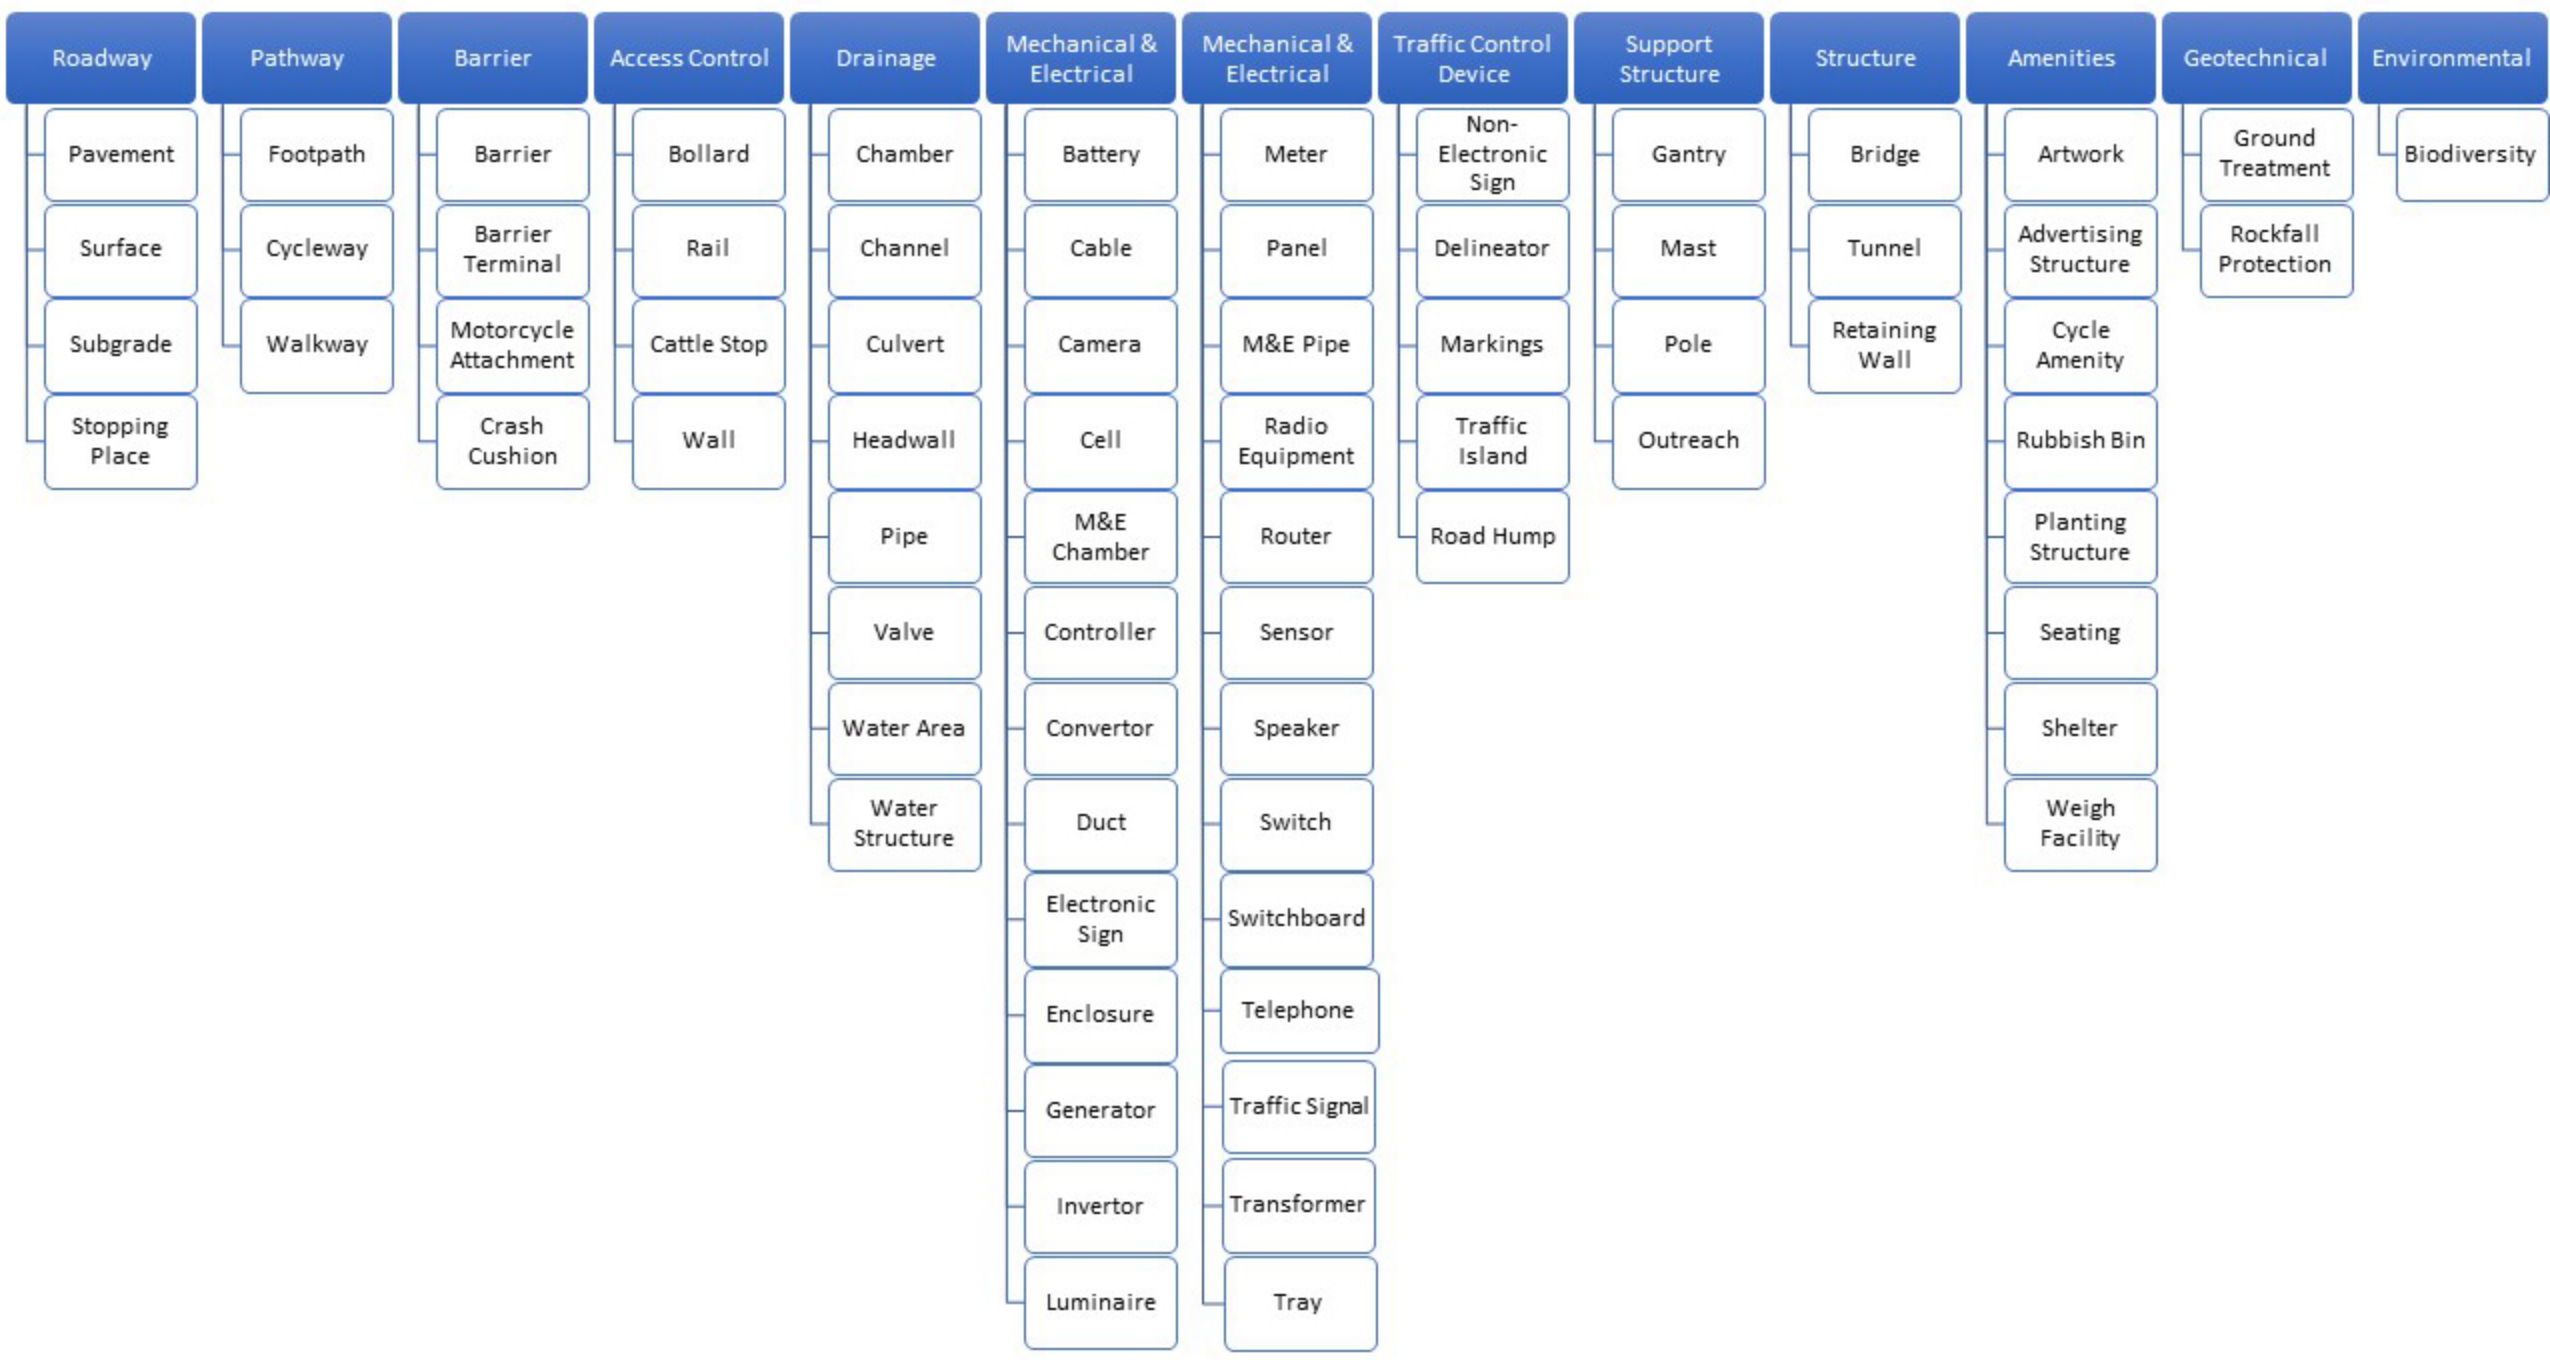 Roadway
Pavement
Surface
Subgrade
Stopping
Place
Pathway
Footpath
Cycleway
Walkway
Barrier
Barrier
Barrier
Terminal
Motorcycle
Attachment
Crash
Cushion
Access Control
Bollard
Rail
Cattle Stop
Wall
Drainage
Chamber
Channel
Culvert
Headwall
Pipe
Valve
Water Area
Water
Structure
Mechanical &
Electrical
Battery
Cable
Camera
Cell
M&E
Chamber
Controller
Convertor
Duct
Electronic
Sign
Enclosure
Generator
Invertor
Luminaire
Mechanical &
Electrical
Meter
Panel
M&E Pipe
Radio
Equipment
Router
Sensor
Speaker
Switch
Switchboard
Telephone
Traffic Signal
Transformer
Tray
Traffic Control
Device
Non-
Electronic
Sign
Delineator
Markings
Traffic
Island
Road Hump
Support
Structure
Gantry
Mast
Pole
Outreach
Structure
Bridge
Tunnel
Retaining
Wall
Amenities
Artwork
Advertising
Structure
Cycle
Amenity
Rubbish Bin
Planting
Structure
Seating
Shelter
Weigh
Facility
Geotechnical
Ground
Treatment
Rockfall
Protection
Environmental
Biodiversity